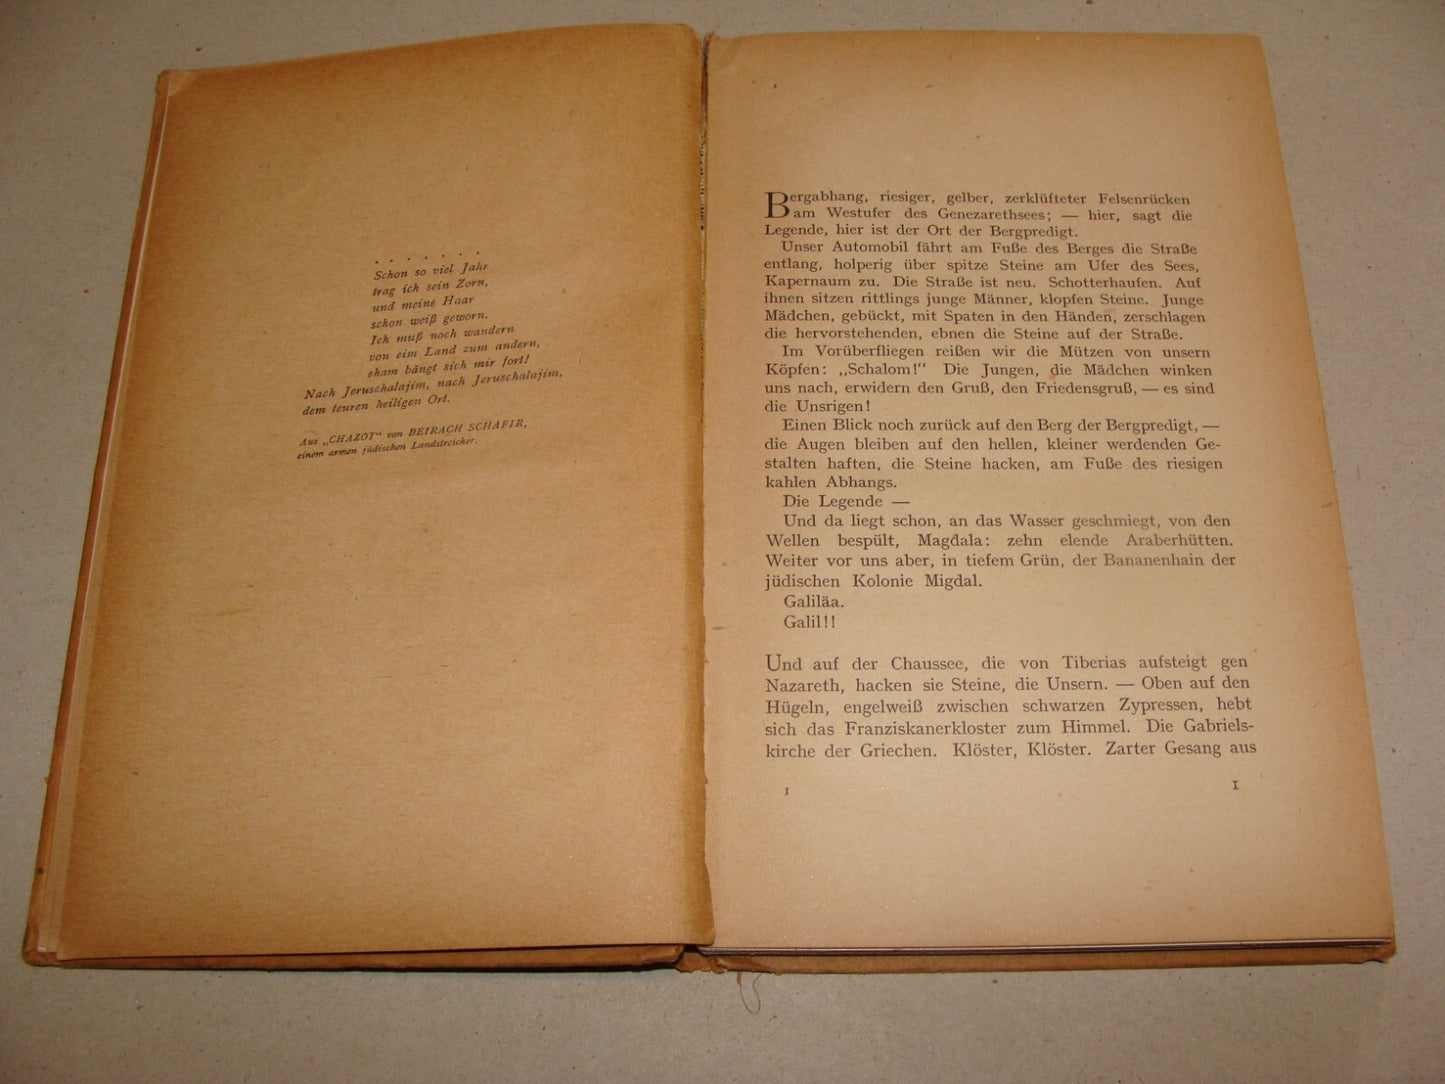 . . . . . . .
Schon so viel Jahr
trag ich sein Zorn,
und meine Haar
schon weiß geworn.
Ich muß noch wandern
von eim Land zum andern,
eham bängt sich mir fort!
Nach Jeruschalajim, nach Jeruschalajim,
dem teuren heiligen Ort.
Aus „CHAZOT“ von BEIRACH SCHAFIR,
einem armen jüdischen Landstreicher.
Bergabhang, riesiger, gelber, zerklüfteter Felsenrücken
am Westufer des Genezarethsees; — hier, sagt die
Legende, hier ist der Ort der Bergpredigt.
Unser Automobil fährt am Fuße des Berges die Straße
entlang, holperig über spitze Steine am Ufer des Sees,
Kapernaum zu. Die Straße ist neu. Schotterhaufen. Auf
ihnen sitzen rittlings junge Männer, klopfen Steine. Junge
Mädchen, gebückt, mit Spaten in den Händen, zerschlagen
die hervorstehenden, ebnen die Steine auf der Straße.
Im Vorüberfliegen reißen wir die Mützen von unsern
Köpfen: „Schalom!“ Die Jungen, die Mädchen winken
uns nach, erwidern den Gruß, den Friedensgruß, — es sind
die Unsrigen!
Einen Blick noch zurück auf den Berg der Bergpredigt, —
die Augen bleiben auf den hellen, kleiner werdenden Ge-
stalten haften, die Steine hacken, am Fuße des riesigen
kahlen Abhangs.
Die Legende —
Und da liegt schon, an das Wasser geschmiegt, von den
Wellen bespült, Magdala: zehn elende Araberhütten.
Weiter vor uns aber, in tiefem Grün, der Bananenhain der
jüdischen Kolonie Migdal.
Galiläa.
Galil!!
Und auf der Chaussee, die von Tiberias aufsteigt gen
Nazareth, hacken sie Steine, die Unsern. — Oben auf den
Hügeln, engelweiß zwischen schwarzen Zypressen, hebt
sich das Franziskanerkloster zum Himmel. Die Gabriels-
kirche der Griechen. Klöster, Klöster. Zarter Gesang aus
1 1